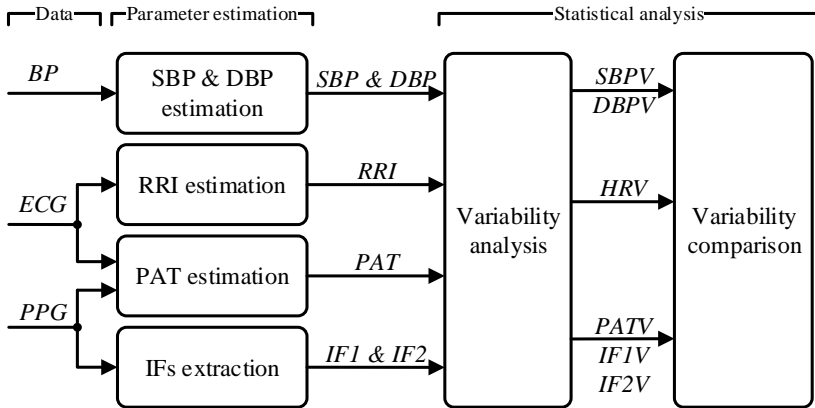 Data
Parameter estimation
Statistical analysis
BP
SBP & DBP
estimation
SBP & DBP
SBPV
DBPV
RRI estimation
RRI
HRV
ECG
Variability
analysis
Variability
comparison
PAT estimation
PAT
PPG
PATV
IF1V
IF2V
IFs extraction
IF1 & IF2